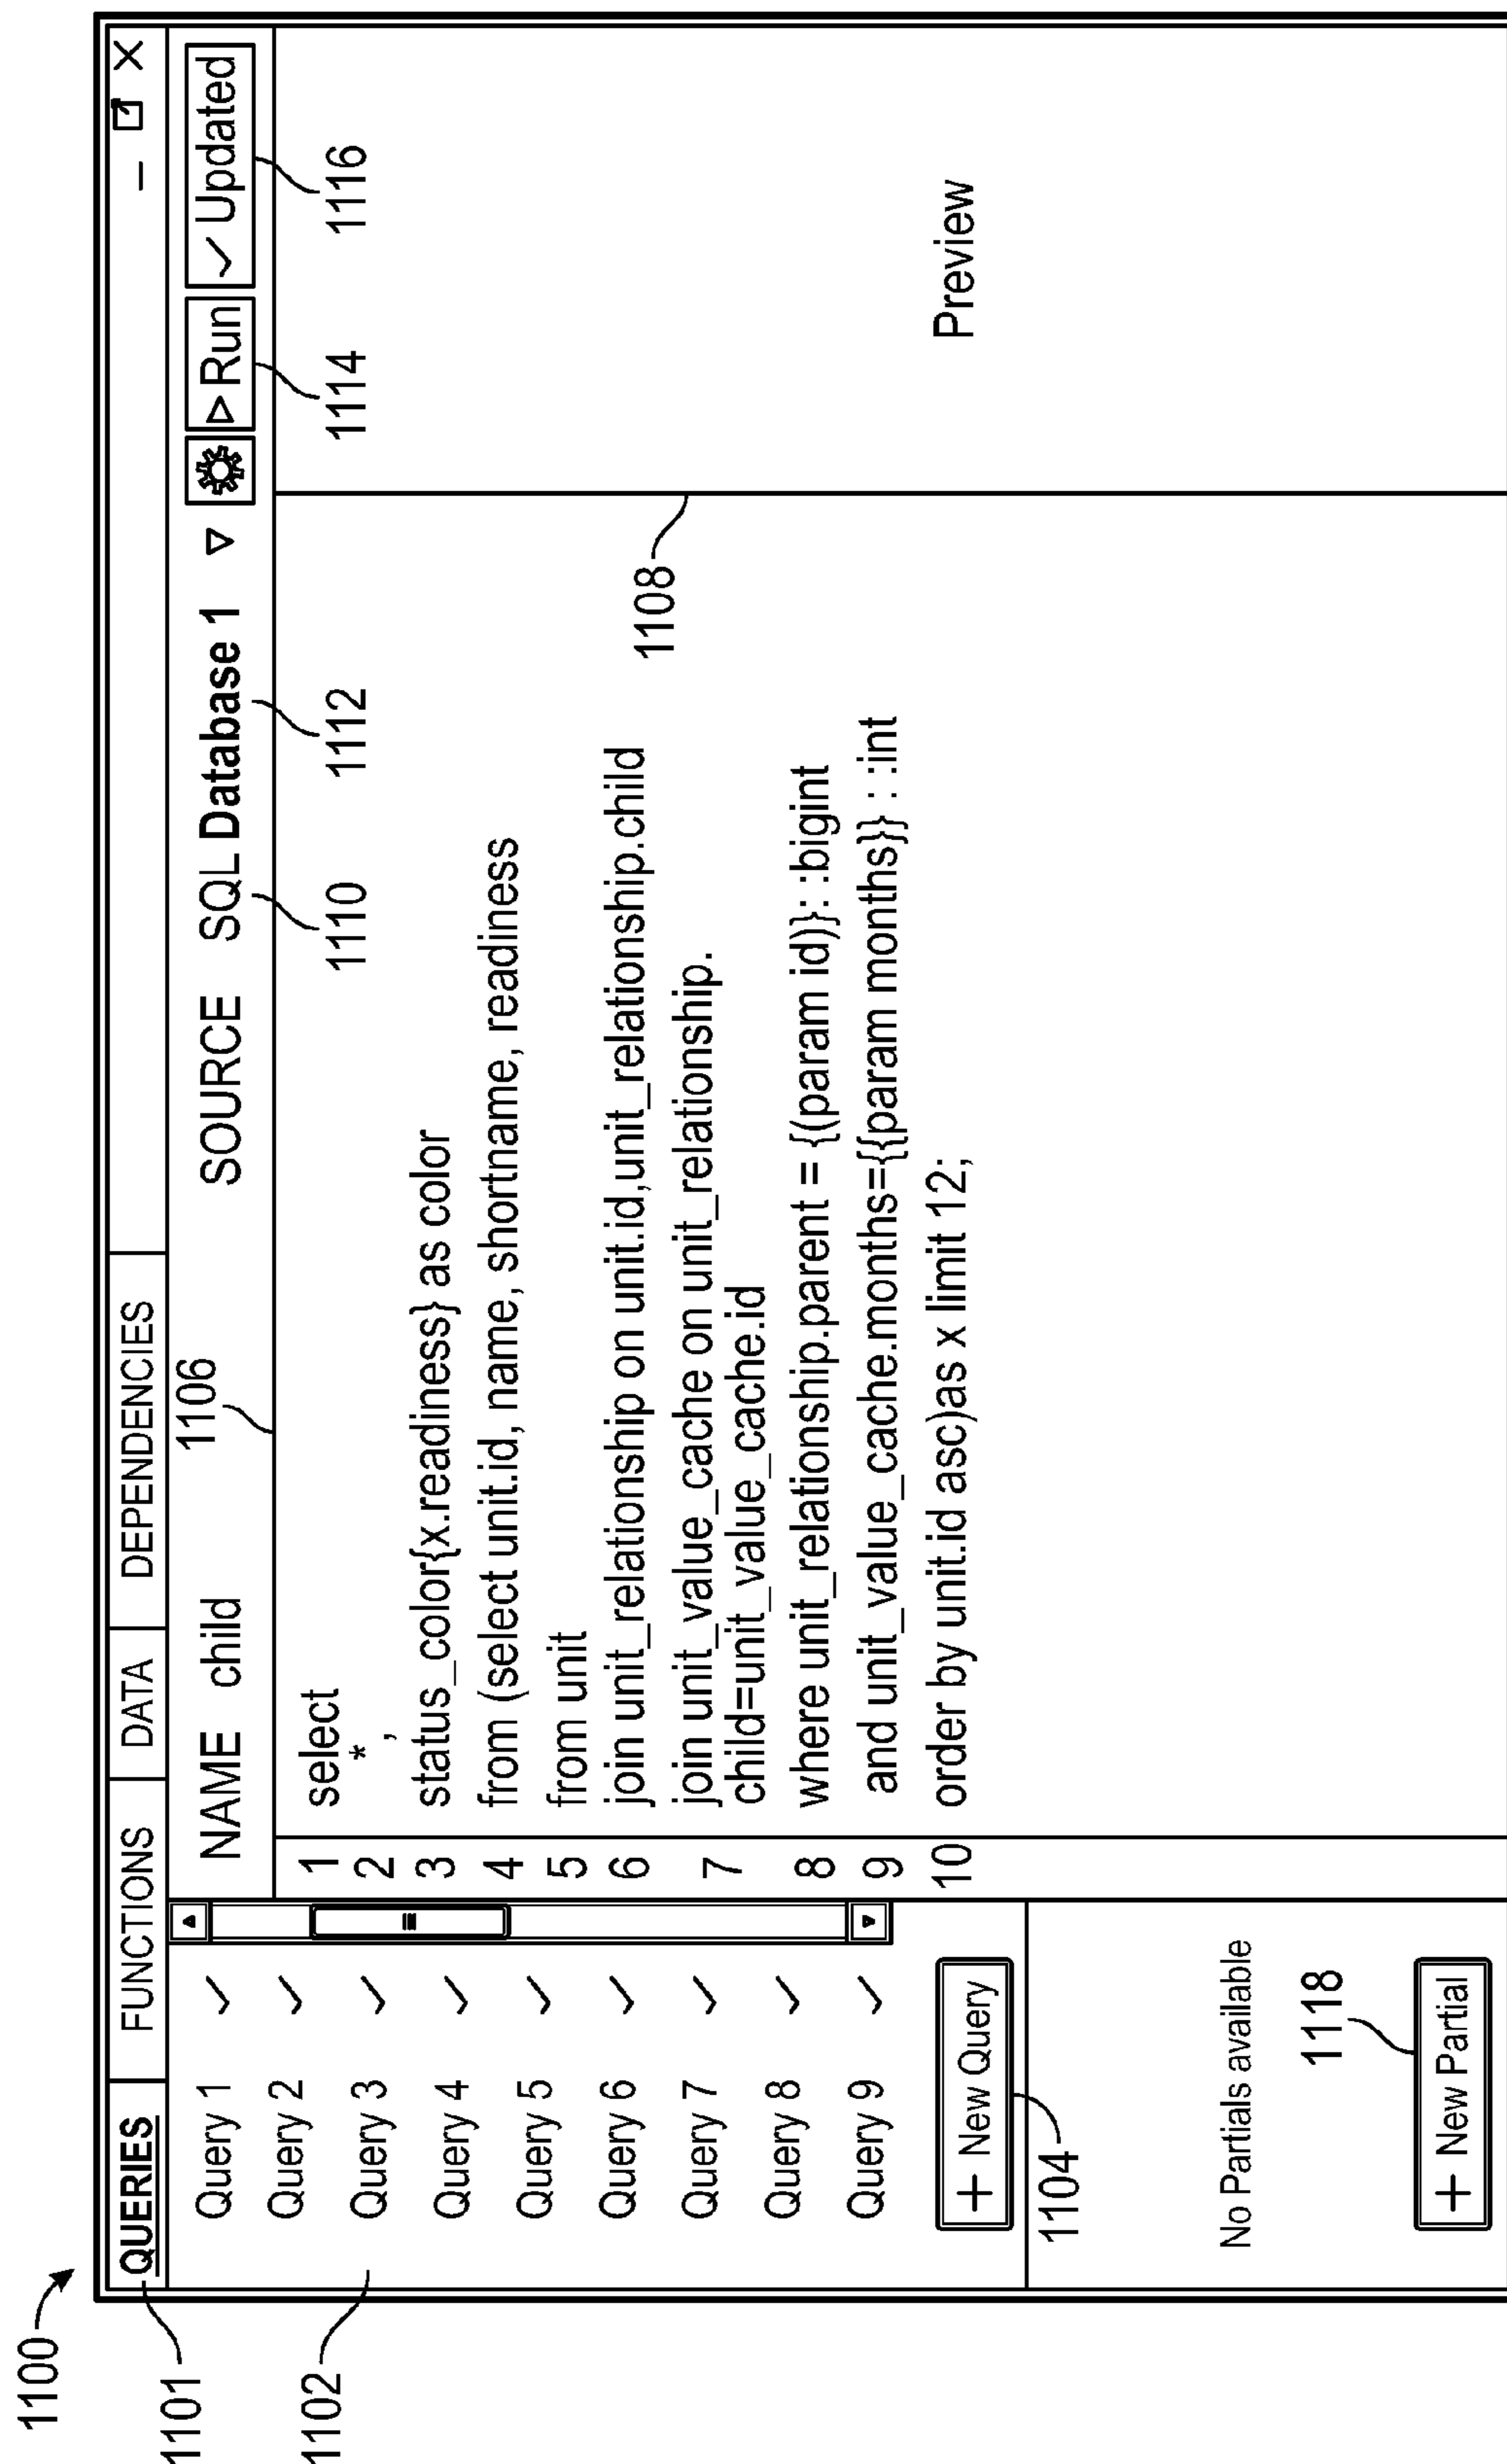 1100
1101
QUERIES FUNCTIONS DATA DEPENDENCIES
1102
Query 1
Query 2
Query 3
Query 4
Query 5
Query 6
Query 7
Query 8
Query 9
+ New Query
1104
No Partials available
1118
+ New Partial
NAME child 1106 SOURCE SQL Database 1 Run ✓ Updated
1110 1112 1114 1116
1 select
2 * ,
3 status_color{x.readiness} as color
4 from (select unit.id, name, shortname, readiness
5 from unit
6 join unit_relationship on unit.id,unit_relationship.child
7 join unit_value_cache on unit_relationship.
child=unit_value_cache.id
8 where unit_relationship.parent = {(param id)}: :bigint
9 and unit_value_cache.months={{param months}} : :int
10 order by unit.id asc)as x limit 12;
1108
Preview